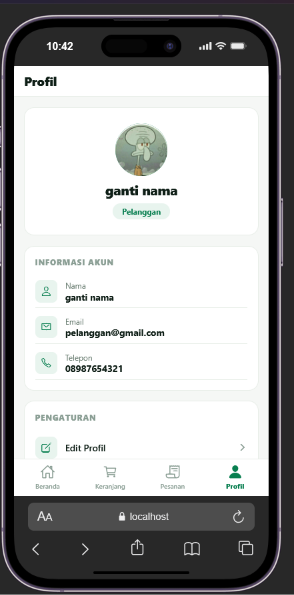 10:42
Profil
ganti nama
Pelanggan
INFORMASI AKUN
Nama
ganti nama
Email
pelanggan@gmail.com
Telepon
08987654321
PENGATURAN
Edit Profil
Beranda Keranjang Pesanan Profil
AA localhost